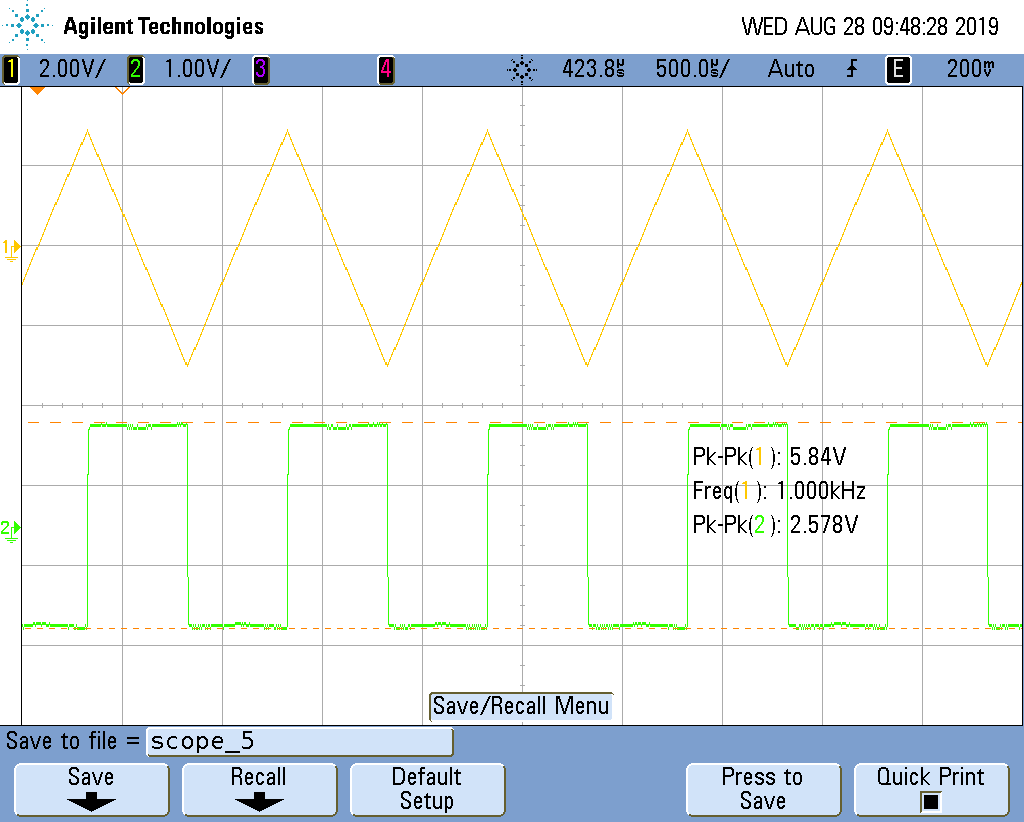 Agilent Technologies WED AUG 28 09:48:28 2019
1 2.00V/ 2 1.00V/ 3 4 423.8µs 500.0µs/ Auto E 200mV
1
Pk-Pk(1): 5.84V
Freq(1): 1.000kHz
Pk-Pk(2): 2.578V
2
Save/Recall Menu
Save to file = scope_5
Save Recall Default Setup Press to Save Quick Print